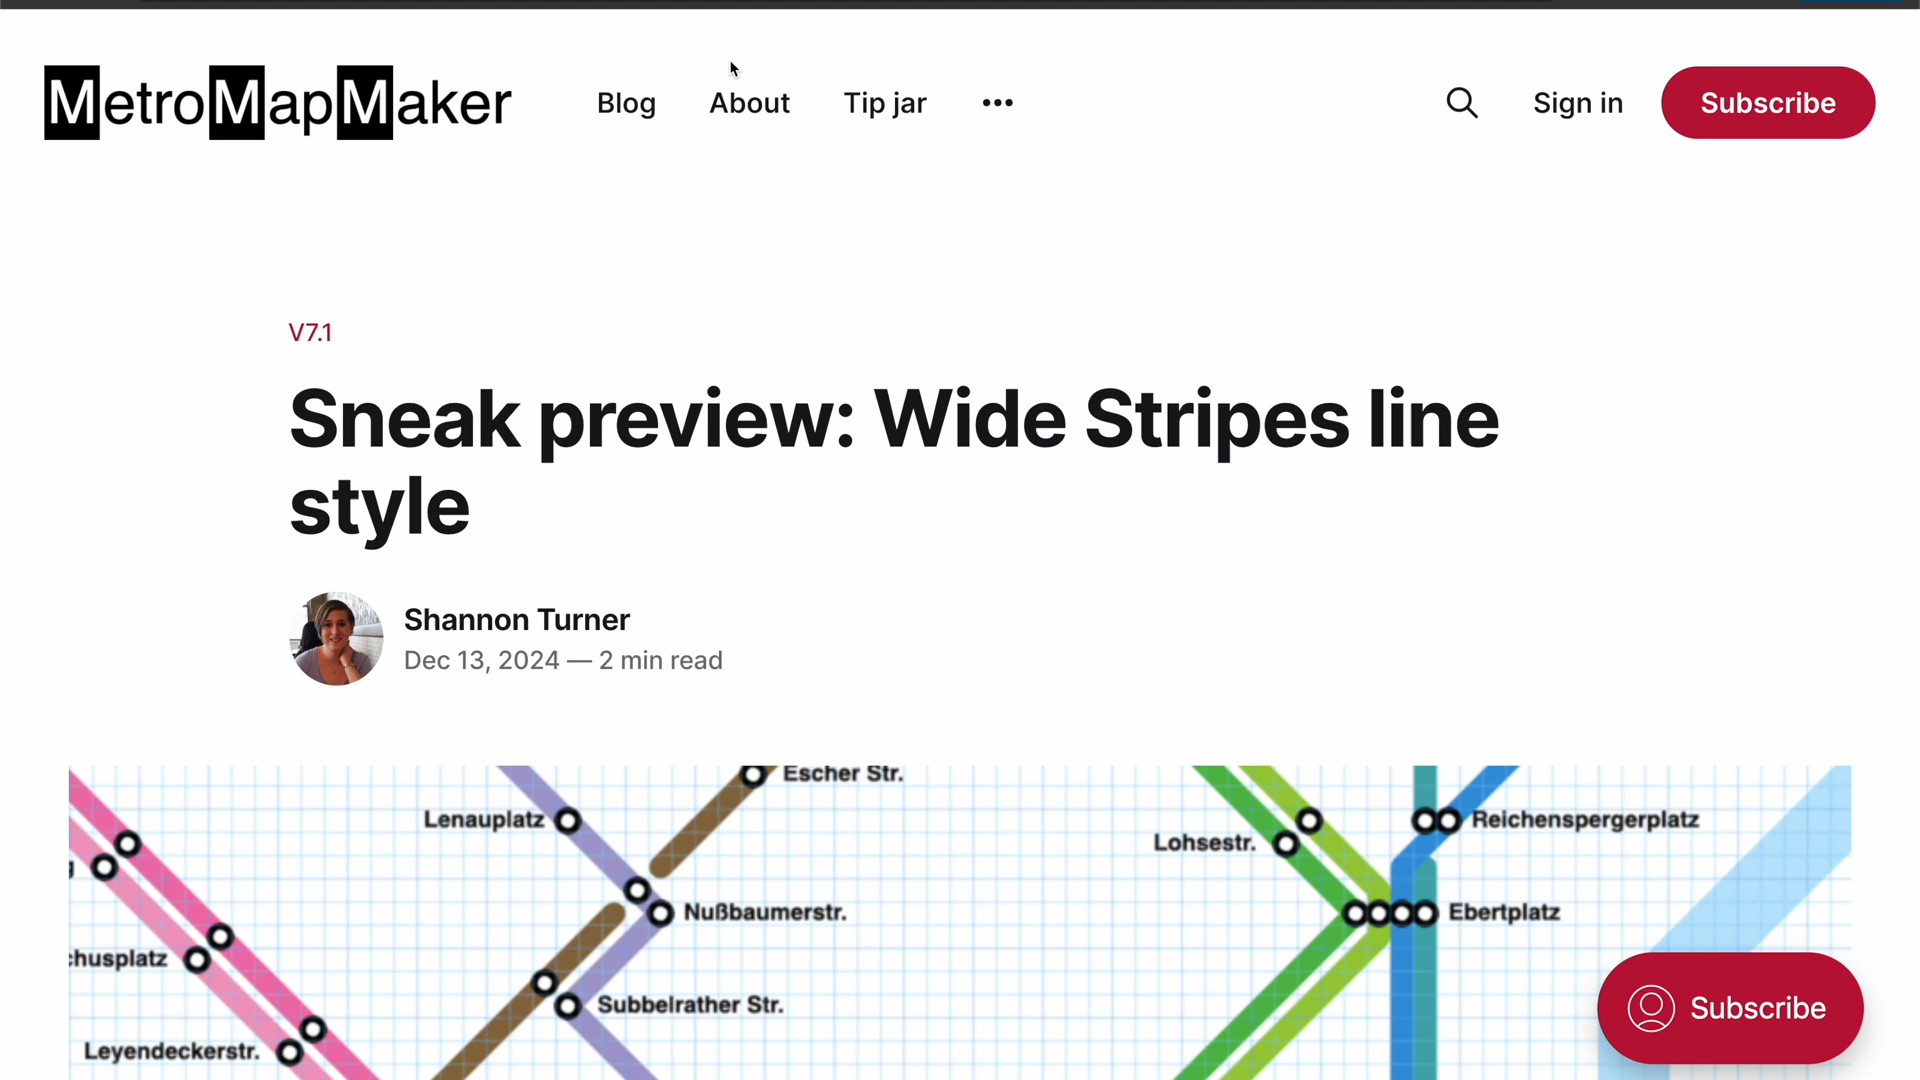 MetroMapMaker Blog About Tip jar ••• Sign in Subscribe
V7.1
Sneak preview: Wide Stripes line
style
Shannon Turner
Dec 13, 2024 — 2 min read
Escher Str.
Lenauplatz
Reichenspergerplatz
Lohsestr.
Nußbaumerstr.
Ebertplatz
chusplatz
Subbelrather Str.
Subscribe
Leyendeckerstr.